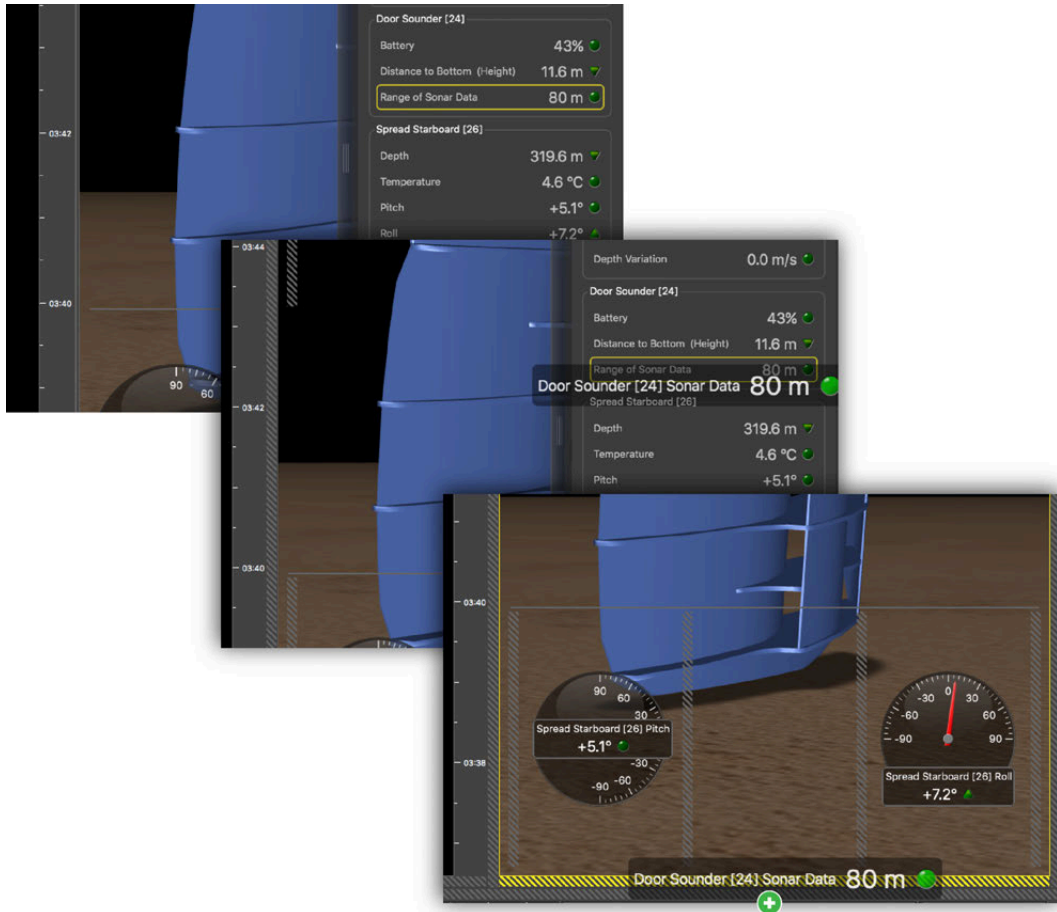 Door Sounder [24]
Battery 43%
Distance to Bottom (Height) 11.6 m
Range of Sonar Data 80 m
03:42
Spread Starboard [26]
Depth 319.6 m
Temperature 4.6 °C
Pitch +5.1°
Roll +7.2°
03:40
90
60
03:44
Depth Variation 0.0 m/s
Door Sounder [24]
Battery 43%
Distance to Bottom (Height) 11.6 m
Range of Sonar Data 80 m
Door Sounder [24] Sonar Data 80 m
Spread Starboard [26]
03:42
Depth 319.6 m
Temperature 4.6 °C
Pitch +5.1°
03:40
03:40
90
60
30
Spread Starboard [26] Pitch
+5.1°
-30
-60
-90
-30 0 30
-60 60
-90 90
Spread Starboard [26] Roll
+7.2°
03:38
Door Sounder [24] Sonar Data 80 m